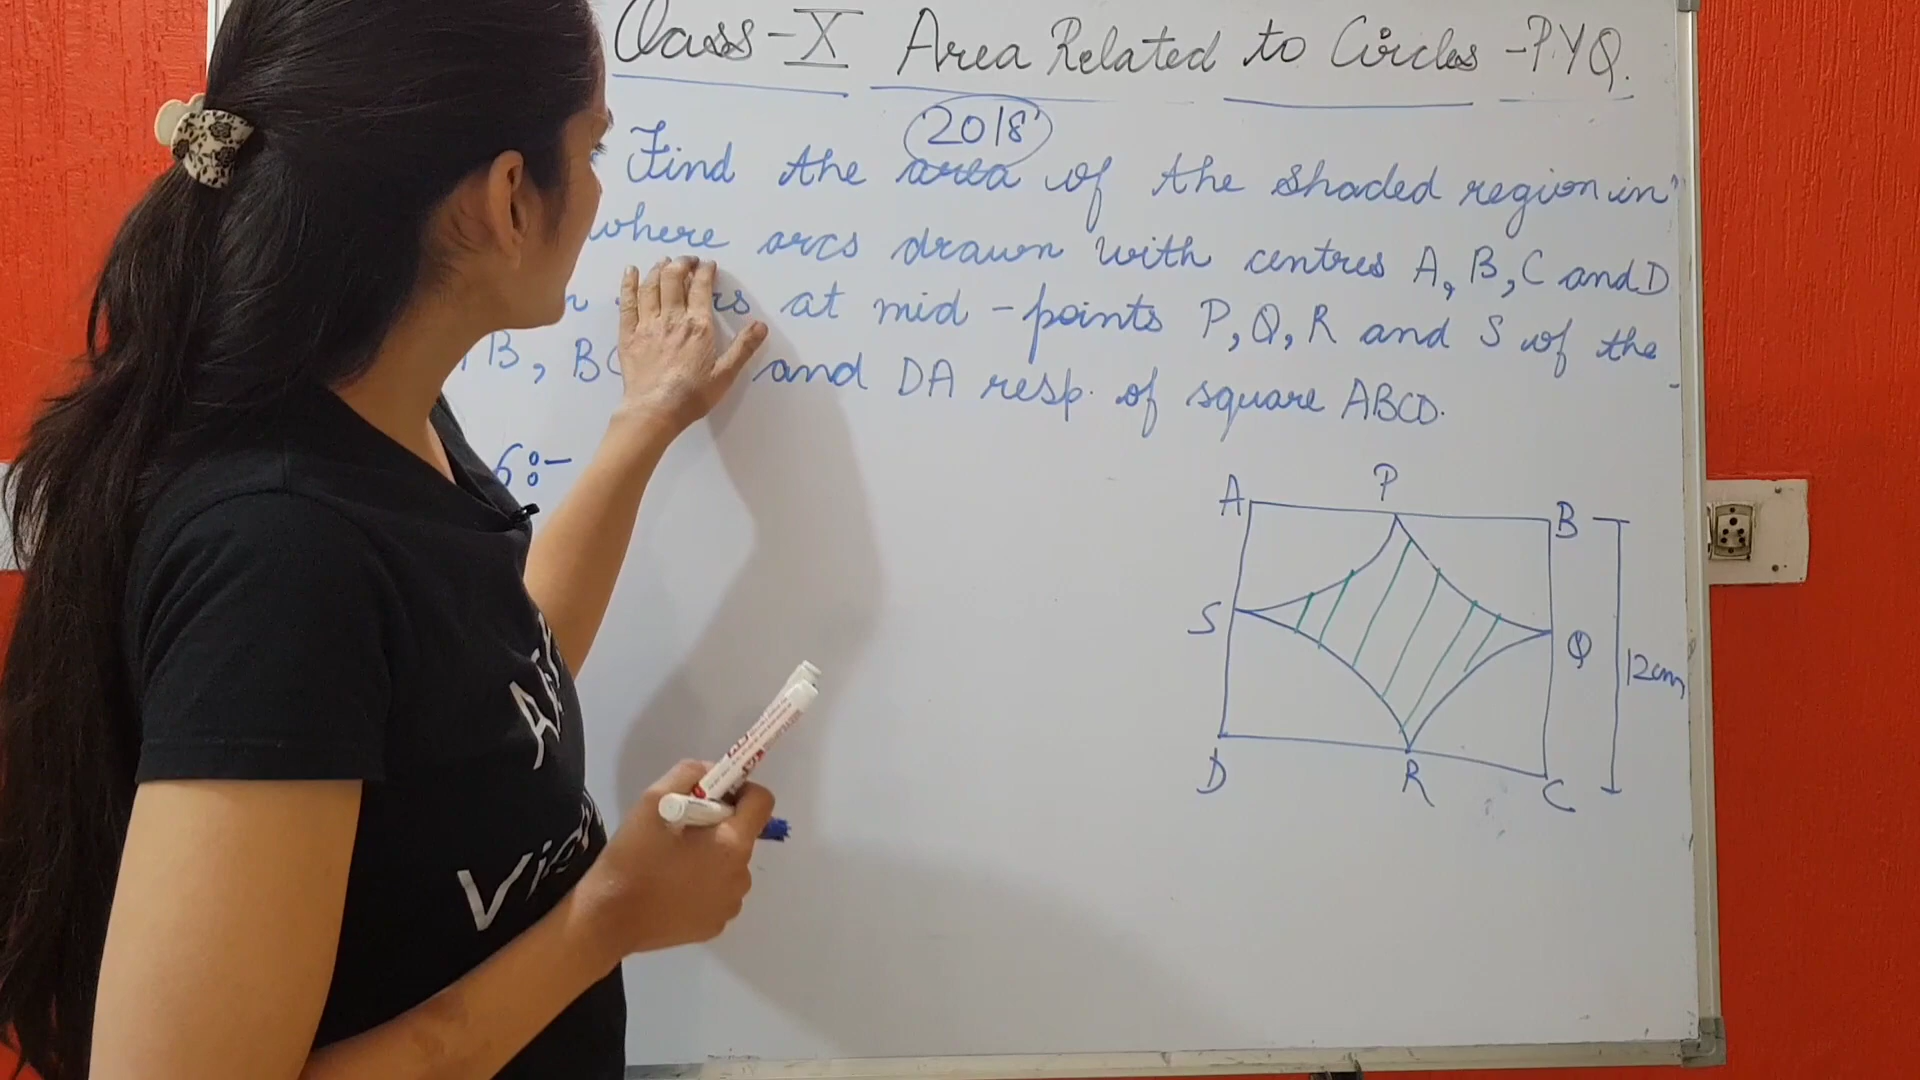 Class-X Area Related to Circles -PYQ.
2018
Find the area of the shaded region in
where arcs drawn with centres A, B, C and D
at mid-points P, Q, R and S of the
B, and DA resp. of square ABCD.
6:-
A P B
S Q 12cm
D R C